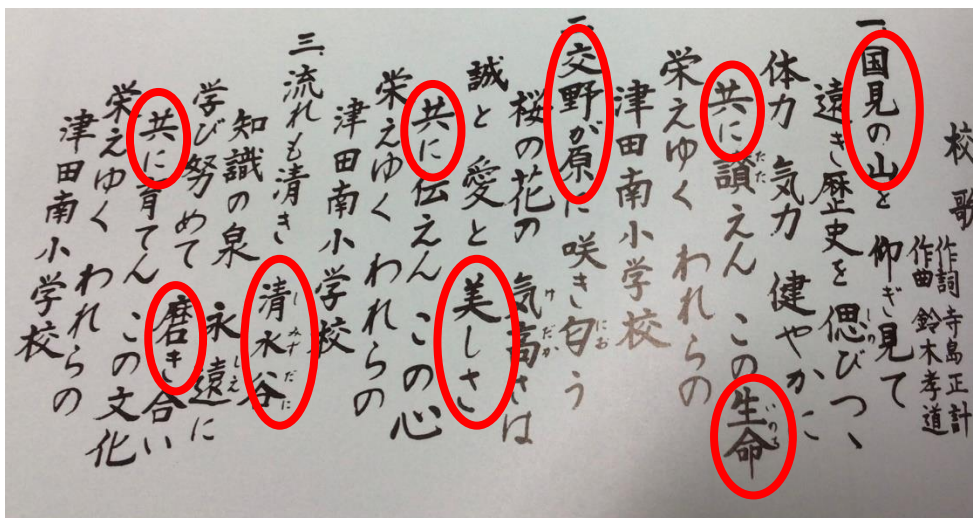 校歌
作詞 寺島正計
作曲 鈴木孝道
一、国見の山を 仰ぎ見て
遠き歴史を 偲びつゝ
体力 気力 健やかに
共に讃えん この生命
栄えゆく われらの
津田南小学校
二、交野が原に 咲き匂う
桜の花の 気高さは
誠と 愛と 美しさ
共に伝えん この心
栄えゆく われらの
津田南小学校
三、流れも清き 清水谷
知識の泉 永遠に
学び努めて 磨き合い
共に育てん この文化
栄えゆく われらの
津田南小学校